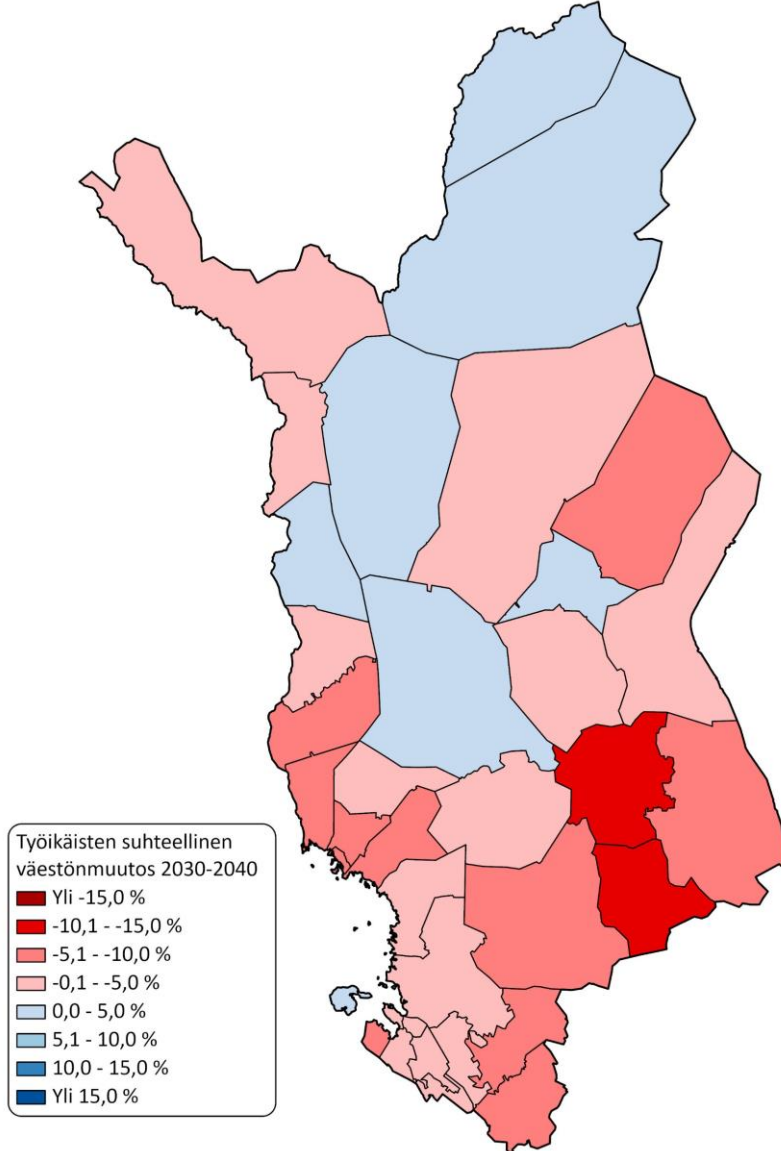 Työikäisten suhteellinen
väestönmuutos 2030-2040
Yli -15,0 %
-10,1 - -15,0 %
-5,1 - -10,0 %
-0,1 - -5,0 %
0,0 - 5,0 %
5,1 - 10,0 %
10,0 - 15,0 %
Yli 15,0 %